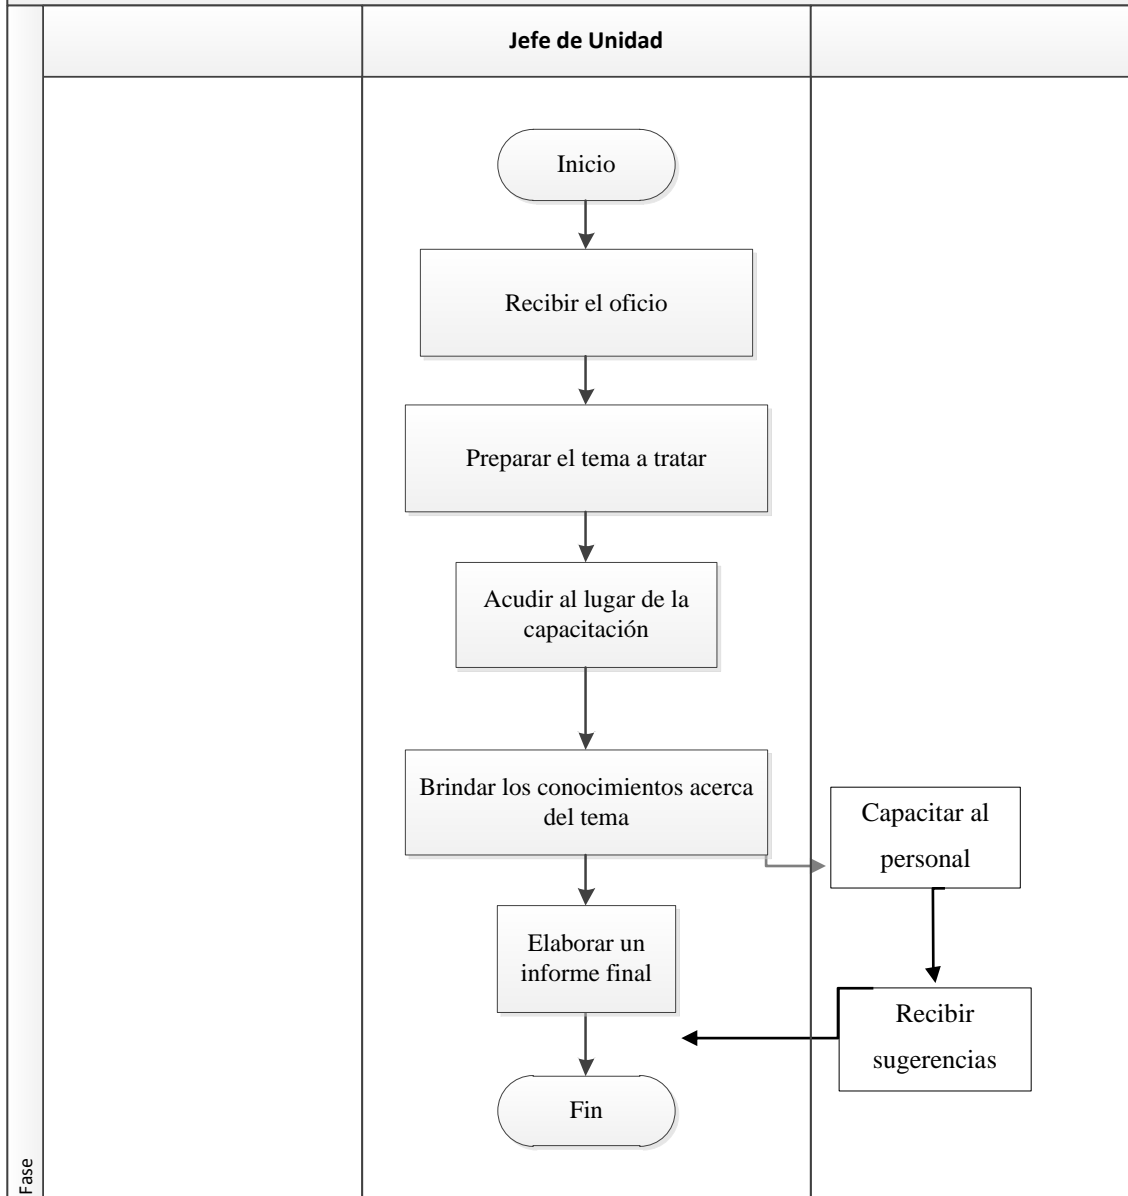 Jefe de Unidad
Inicio
Recibir el oficio
Preparar el tema a tratar
Acudir al lugar de la
capacitación
Brindar los conocimientos acerca
del tema
Capacitar al
personal
Elaborar un
informe final
Recibir
sugerencias
Fin
Fase